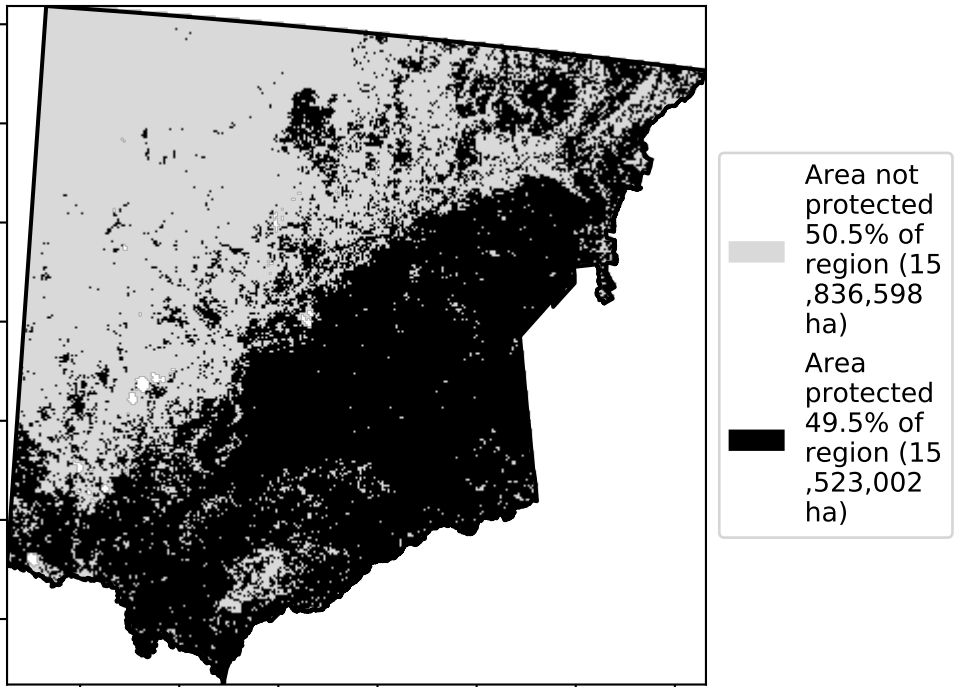 Area not
protected
50.5% of
region (15
,836,598
ha)
Area
protected
49.5% of
region (15
,523,002
ha)